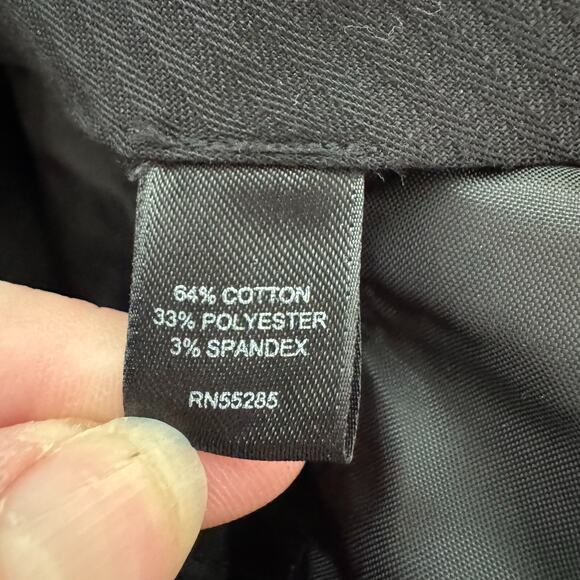 64% COTTON
33% POLYESTER
3% SPANDEX
RN55285